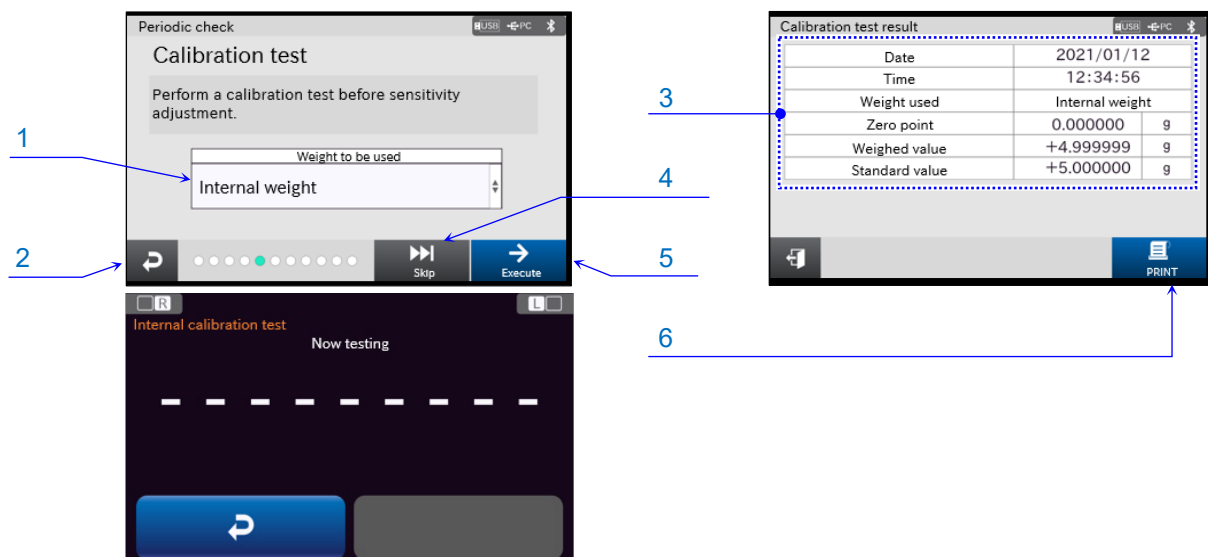 Periodic check
USB PC
Calibration test
Perform a calibration test before sensitivity
adjustment.
Weight to be used
Internal weight
Skip
Execute
1
2
R
L
Internal calibration test
Now testing
4
5
Calibration test result
USB PC
Date 2021/01/12
Time 12:34:56
Weight used Internal weight
Zero point 0.000000 g
Weighed value +4.999999 g
Standard value +5.000000 g
PRINT
3
6